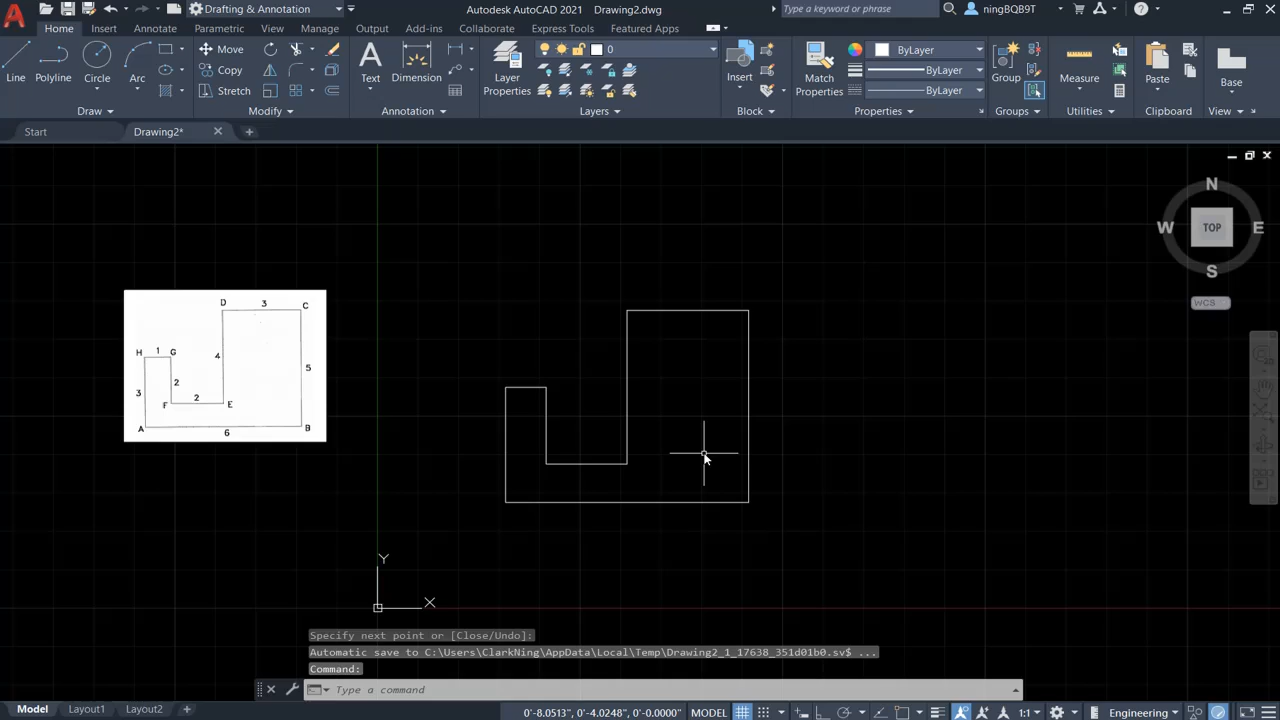 Drafting & Annotation
Autodesk AutoCAD 2021 Drawing2.dwg
Type a keyword or phrase
ningBQB9T
Home Insert Annotate Parametric View Manage Output Add-ins Collaborate Express Tools Featured Apps
Line Polyline Circle Arc
Move
Copy
Stretch
Text Dimension
Layer Properties
0
Insert
Match Properties
ByLayer
ByLayer
ByLayer
Group
Measure
Paste
Base
Draw Modify Annotation Layers Block Properties Groups Utilities Clipboard View
Start Drawing2*
N
W TOP E
S
WCS
D 3 C
H 1 G
4
5
3 2
F 2 E
A 6 B
Y
X
Specify next point or [Close/Undo]:
Automatic save to C:\Users\ClarkNing\AppData\Local\Temp\Drawing2_1_17638_351d01b0.sv$ ...
Command:
Type a command
Model Layout1 Layout2
0'-8.0513", 0'-4.0248", 0'-0.0000" MODEL 1:1 Engineering